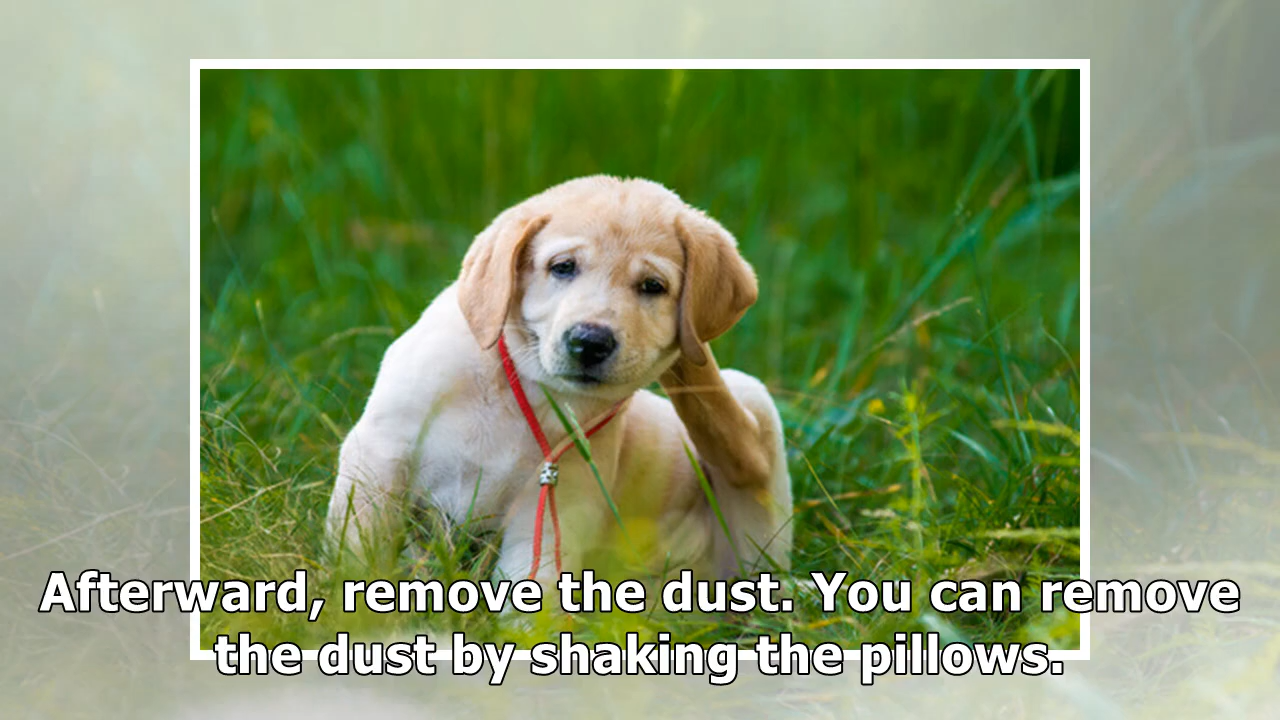 Afterward, remove the dust. You can remove
the dust by shaking the pillows.